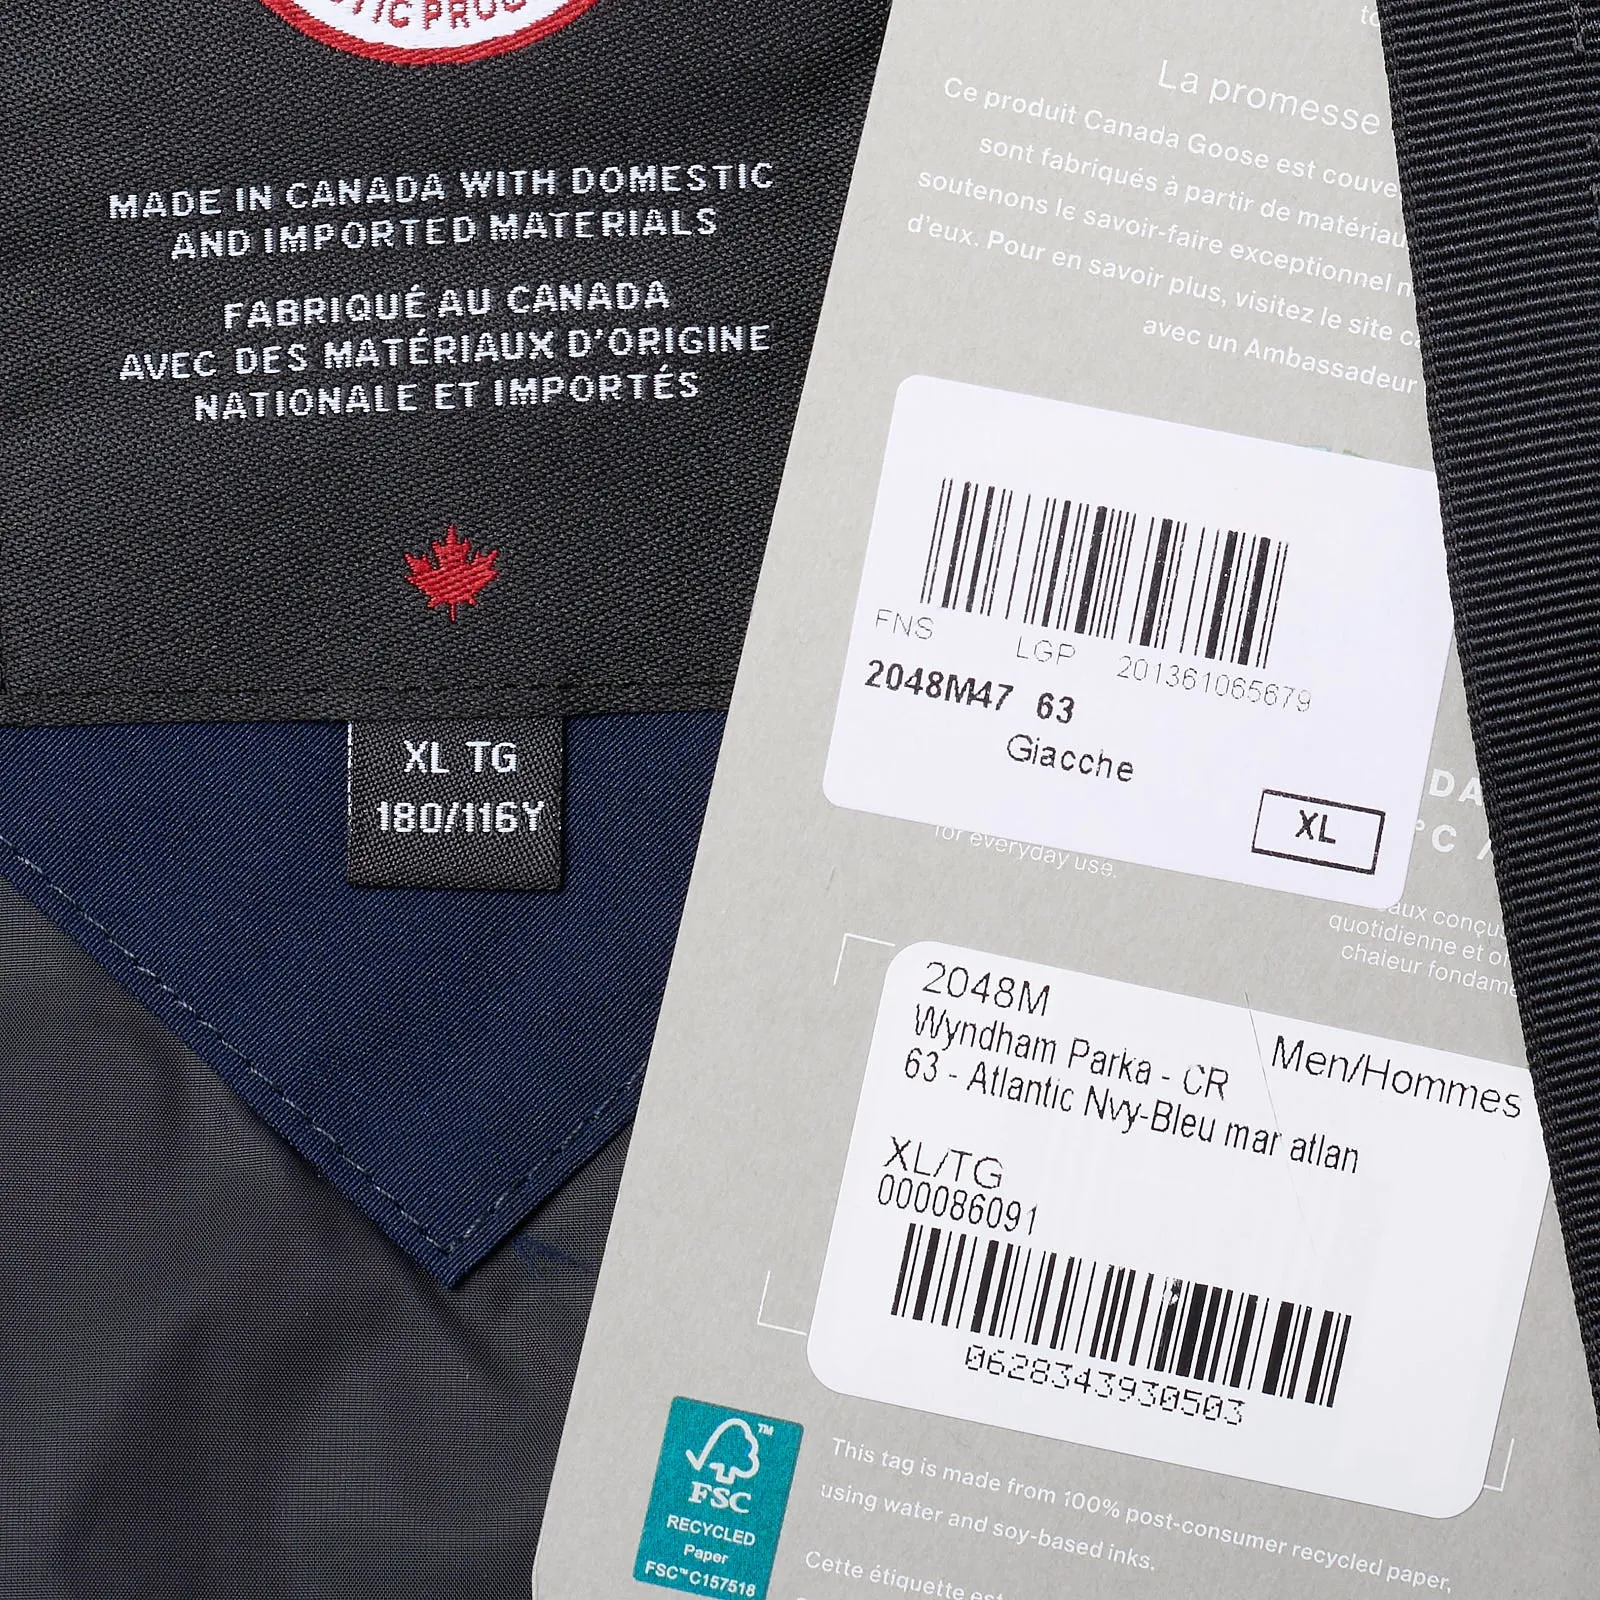 MADE IN CANADA WITH DOMESTIC
AND IMPORTED MATERIALS
FABRIQUÉ AU CANADA
AVEC DES MATÉRIAUX D'ORIGINE
NATIONALE ET IMPORTÉS
XL TG
180/116Y
La promesse
Ce produit Canada Goose est
sont fabriqués à partir de
soutenons le savoir-faire exceptionnel
d'eux. Pour en savoir plus, visitez le site
avec un Ambassadeur
FNS LGP 201361065679
2048M47 63
Giacche
XL
°C /
for everyday use.
quotidienne et
chaleur
2048M
Wyndham Parka - CR Men/Hommes
63 - Atlantic Nvy-Bleu mar atlan
XL/TG
000086091
0628343930503
FSC™
RECYCLED
Paper
FSC™C157518
This tag is made from 100% post-consumer recycled paper,
using water and soy-based inks.
Cette étiquette est